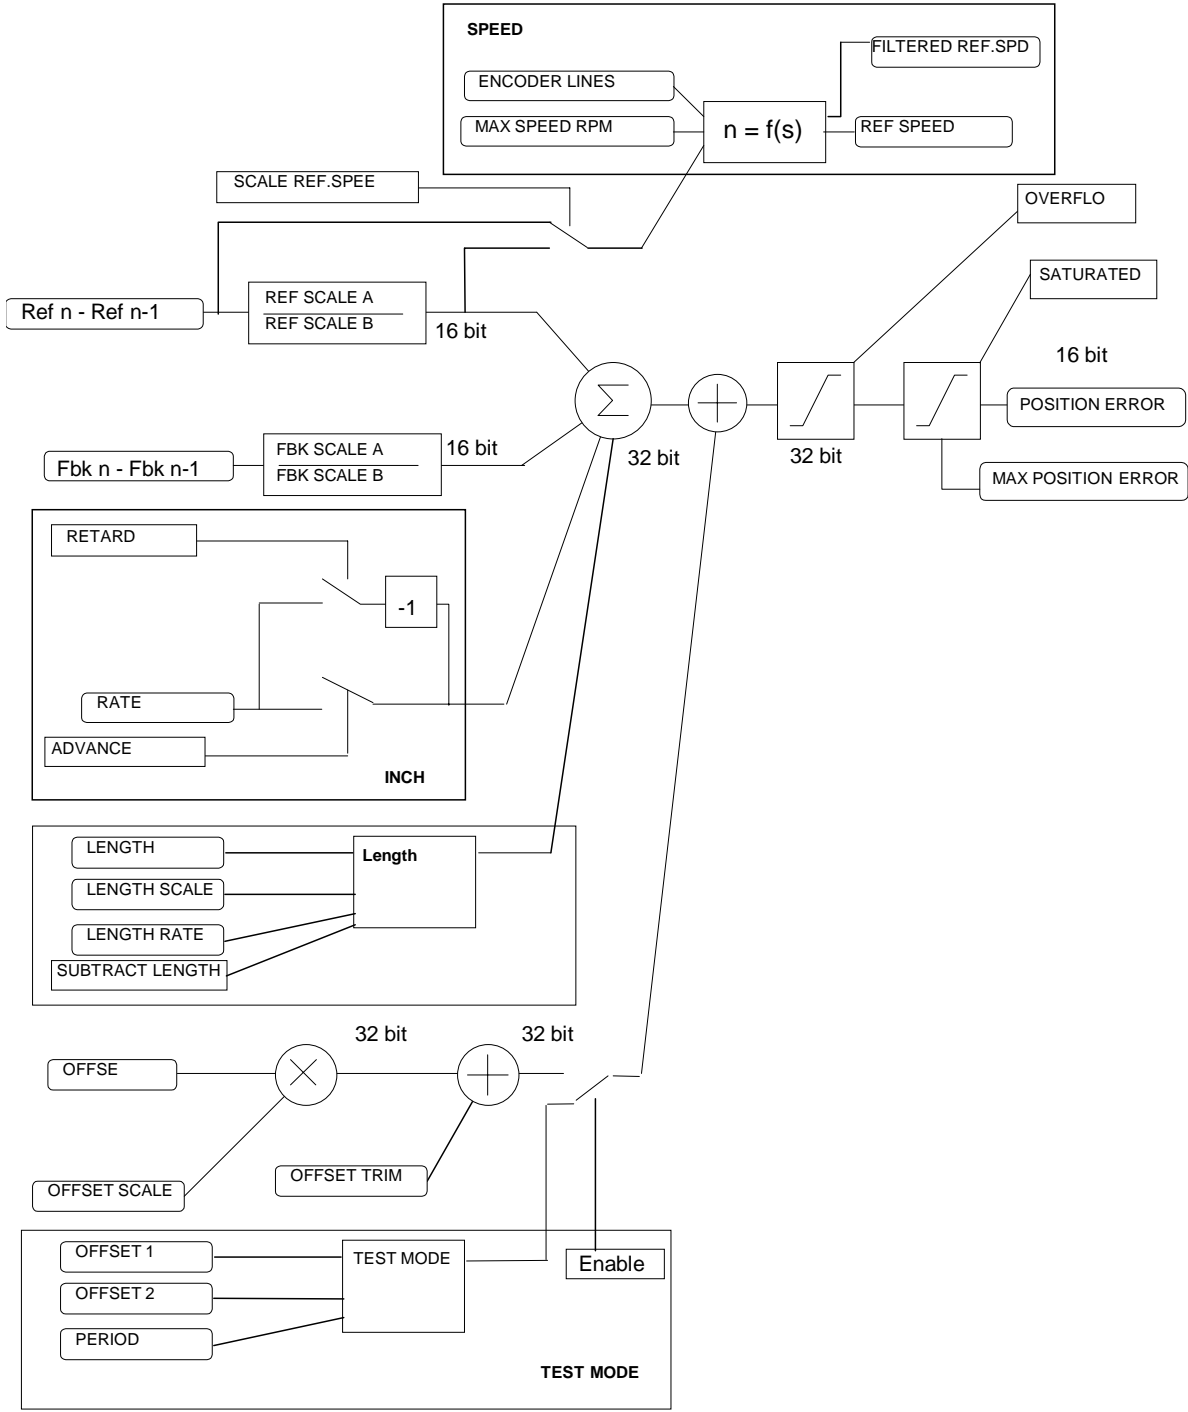 SPEED
FILTERED REF.SPD
ENCODER LINES
MAX SPEED RPM
n = f(s)
REF SPEED
SCALE REF.SPEE
OVERFLO
SATURATED
Ref n - Ref n-1
REF SCALE A
REF SCALE B
16 bit
16 bit
POSITION ERROR
Σ
32 bit
32 bit
MAX POSITION ERROR
Fbk n - Fbk n-1
FBK SCALE A
FBK SCALE B
16 bit
RETARD
-1
RATE
ADVANCE
INCH
LENGTH
Length
LENGTH SCALE
LENGTH RATE
SUBTRACT LENGTH
32 bit
32 bit
OFFSE
OFFSET TRIM
OFFSET SCALE
OFFSET 1
TEST MODE
Enable
OFFSET 2
PERIOD
TEST MODE